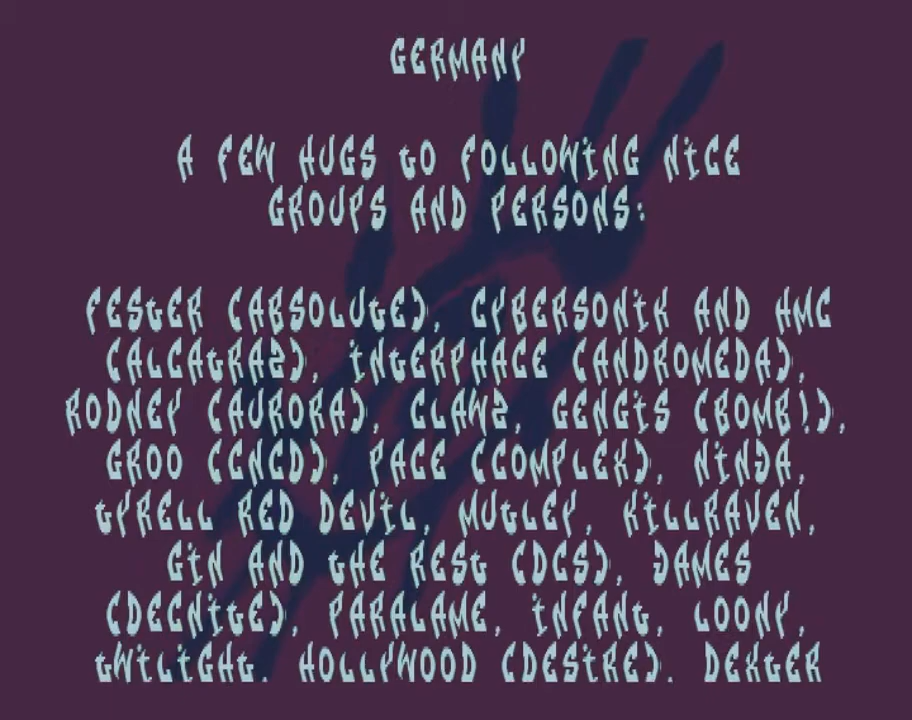 GERMANY
A FEW HUGS TO FOLLOWING NICE
GROUPS AND PERSONS:
FESTER (ABSOLUTE), CYBERSONIK AND HMC
(ALCATRAZ), INTERPHACE (ANDROMEDA),
RODNEY (AURORA), CLAWZ, GENGIS (BOMB!),
GROO (CNCD), PACE (COMPLEX), NINJA,
TYRELL RED DEVIL, MUTLEY, KILLRAVEN,
GIN AND THE REST (DCS), JAMES
(DECNITE), PARALAME, INFANT, LOONY,
TWILIGHT, HOLLYWOOD (DESIRE), DEXTER